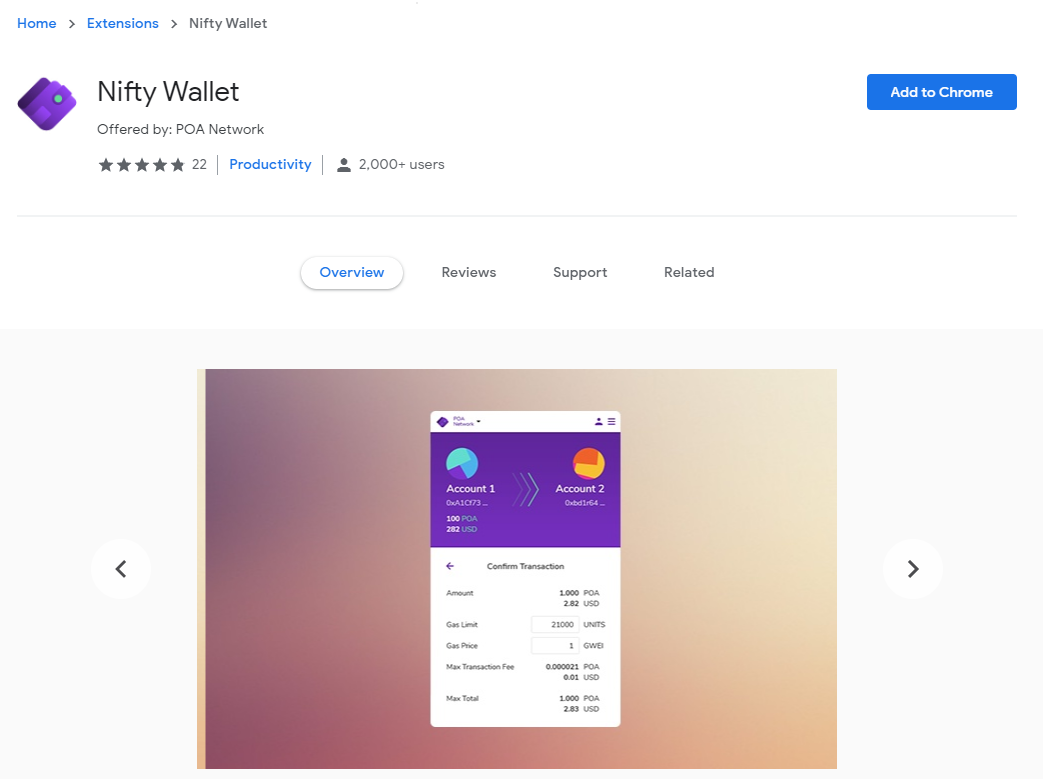 Home > Extensions > Nifty Wallet
Nifty Wallet
Add to Chrome
Offered by: POA Network
22 Productivity 2,000+ users
Overview Reviews Support Related
POA
Network
Account 1 Account 2
0xA1Cf73 ... 0xbd1r64 ...
100 POA
282 USD
Confirm Transaction
Amount 1.000 POA
2.82 USD
Gas Limit 21000 UNITS
Gas Price 1 GWEI
Max Transaction Fee 0.000021 POA
0.01 USD
Max Total 1.000 POA
2.83 USD